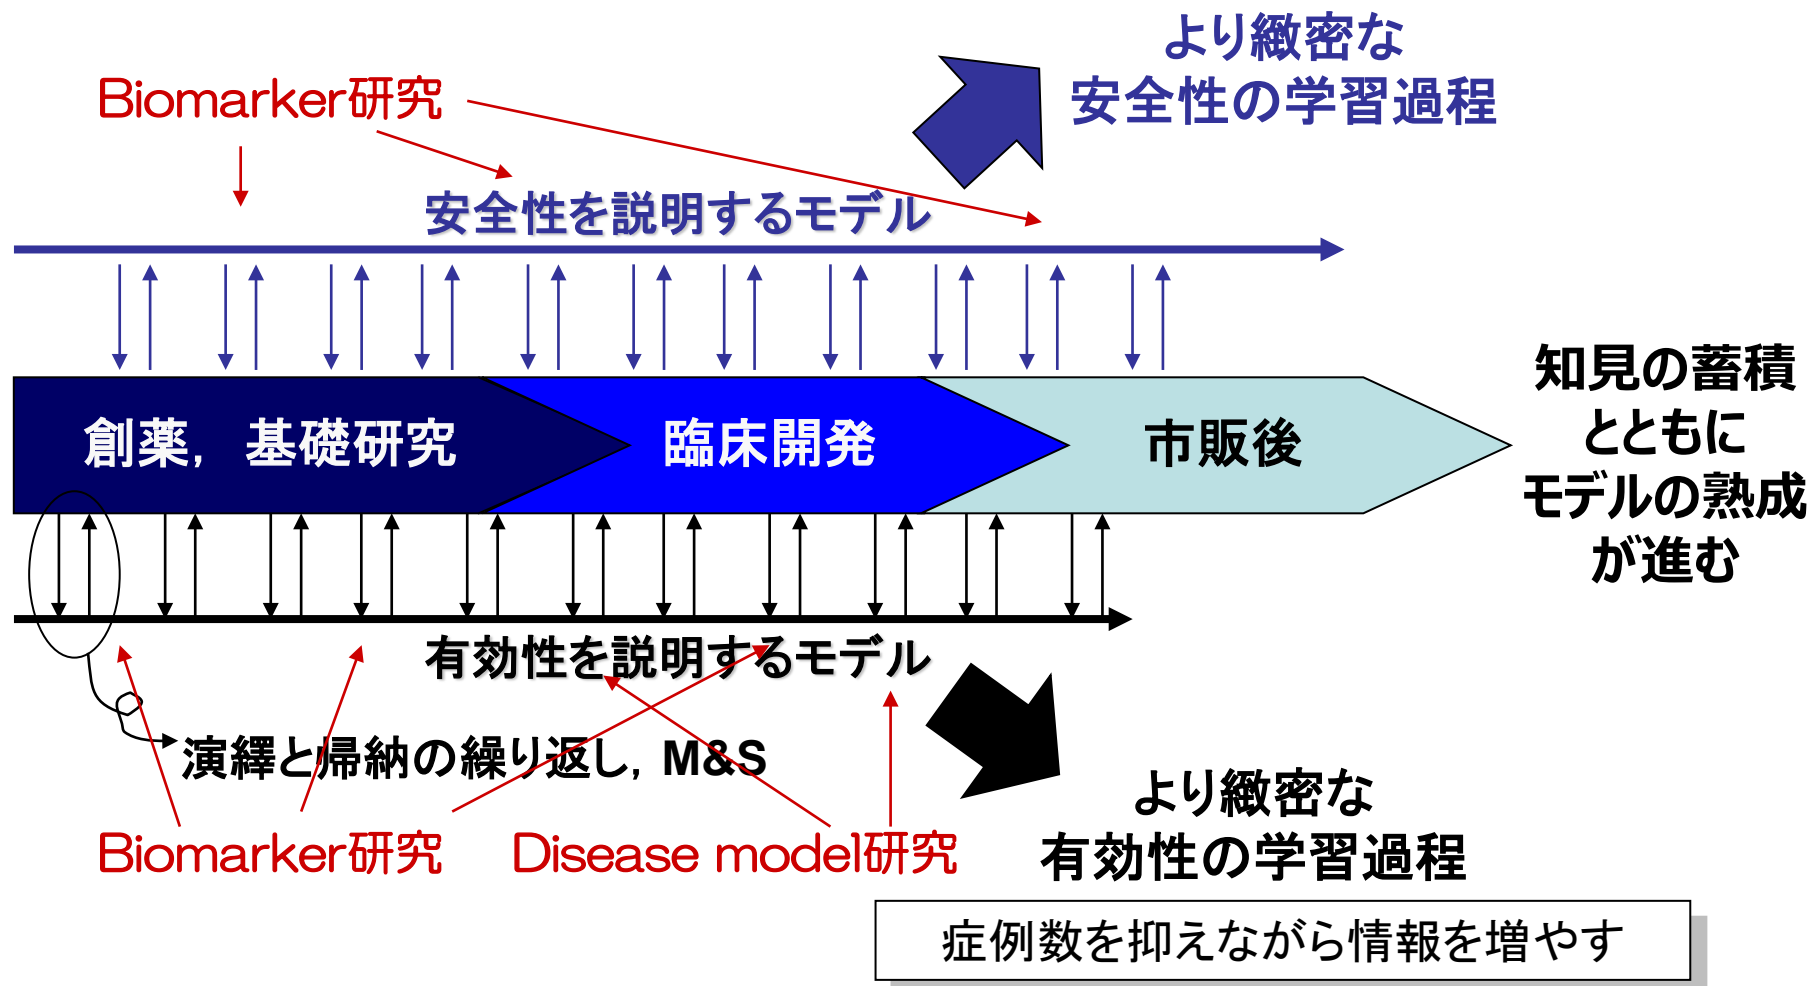 より緻密な
安全性の学習過程
Biomarker研究
安全性を説明するモデル
創薬，基礎研究
臨床開発
市販後
知見の蓄積
とともに
モデルの熟成
が進む
有効性を説明するモデル
演繹と帰納の繰り返し，M&S
Biomarker研究
Disease model研究
より緻密な
有効性の学習過程
症例数を抑えながら情報を増やす